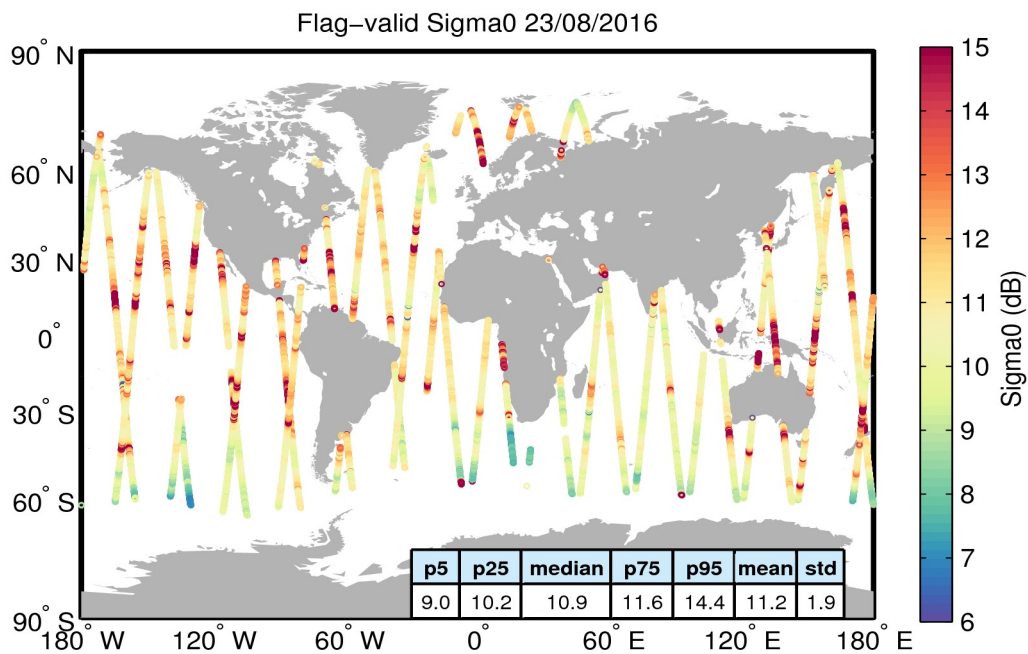 Flag−valid Sigma0 23/08/2016
90° N
60° N
30° N
0°
30° S
60° S
90° S
180° W
120° W
60° W
0°
60° E
120° E
180° E
p5 p25 median p75 p95 mean std
9.0 10.2 10.9 11.6 14.4 11.2 1.9
15
14
13
12
11
10
9
8
7
6
Sigma0 (dB)